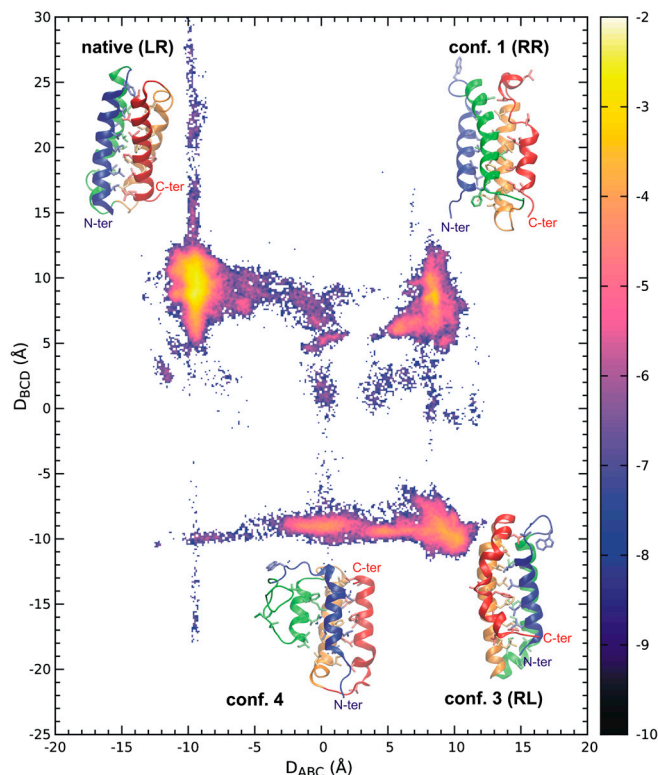 30
25
20
15
10
5
0
-5
-10
-15
-20
-25
D_BCD (Å)
native (LR)
C-ter
N-ter
conf. 1 (RR)
N-ter
C-ter
C-ter
N-ter
conf. 4
C-ter
N-ter
conf. 3 (RL)
-20
-15
-10
-5
0
5
10
15
20
D_ABC (Å)
-2
-3
-4
-5
-6
-7
-8
-9
-10